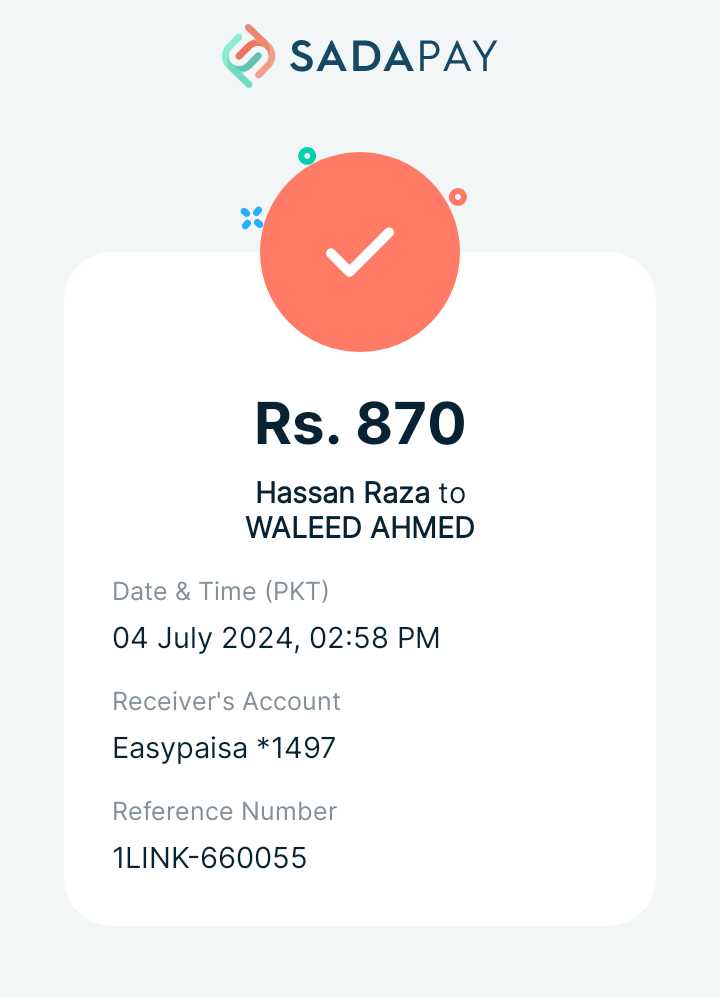 SADAPAY
Rs. 870
Hassan Raza to
WALEED AHMED
Date & Time (PKT)
04 July 2024, 02:58 PM
Receiver's Account
Easypaisa *1497
Reference Number
1LINK-660055